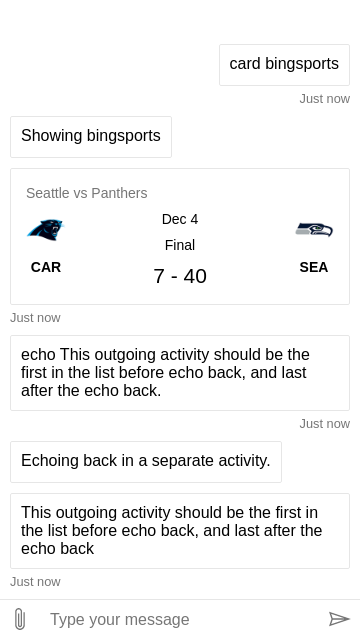 card bingsports
Just now
Showing bingsports
Seattle vs Panthers
Dec 4
Final
CAR
7 - 40
SEA
Just now
echo This outgoing activity should be the
first in the list before echo back, and last
after the echo back.
Just now
Echoing back in a separate activity.
This outgoing activity should be the first in
the list before echo back, and last after the
echo back
Just now
Type your message